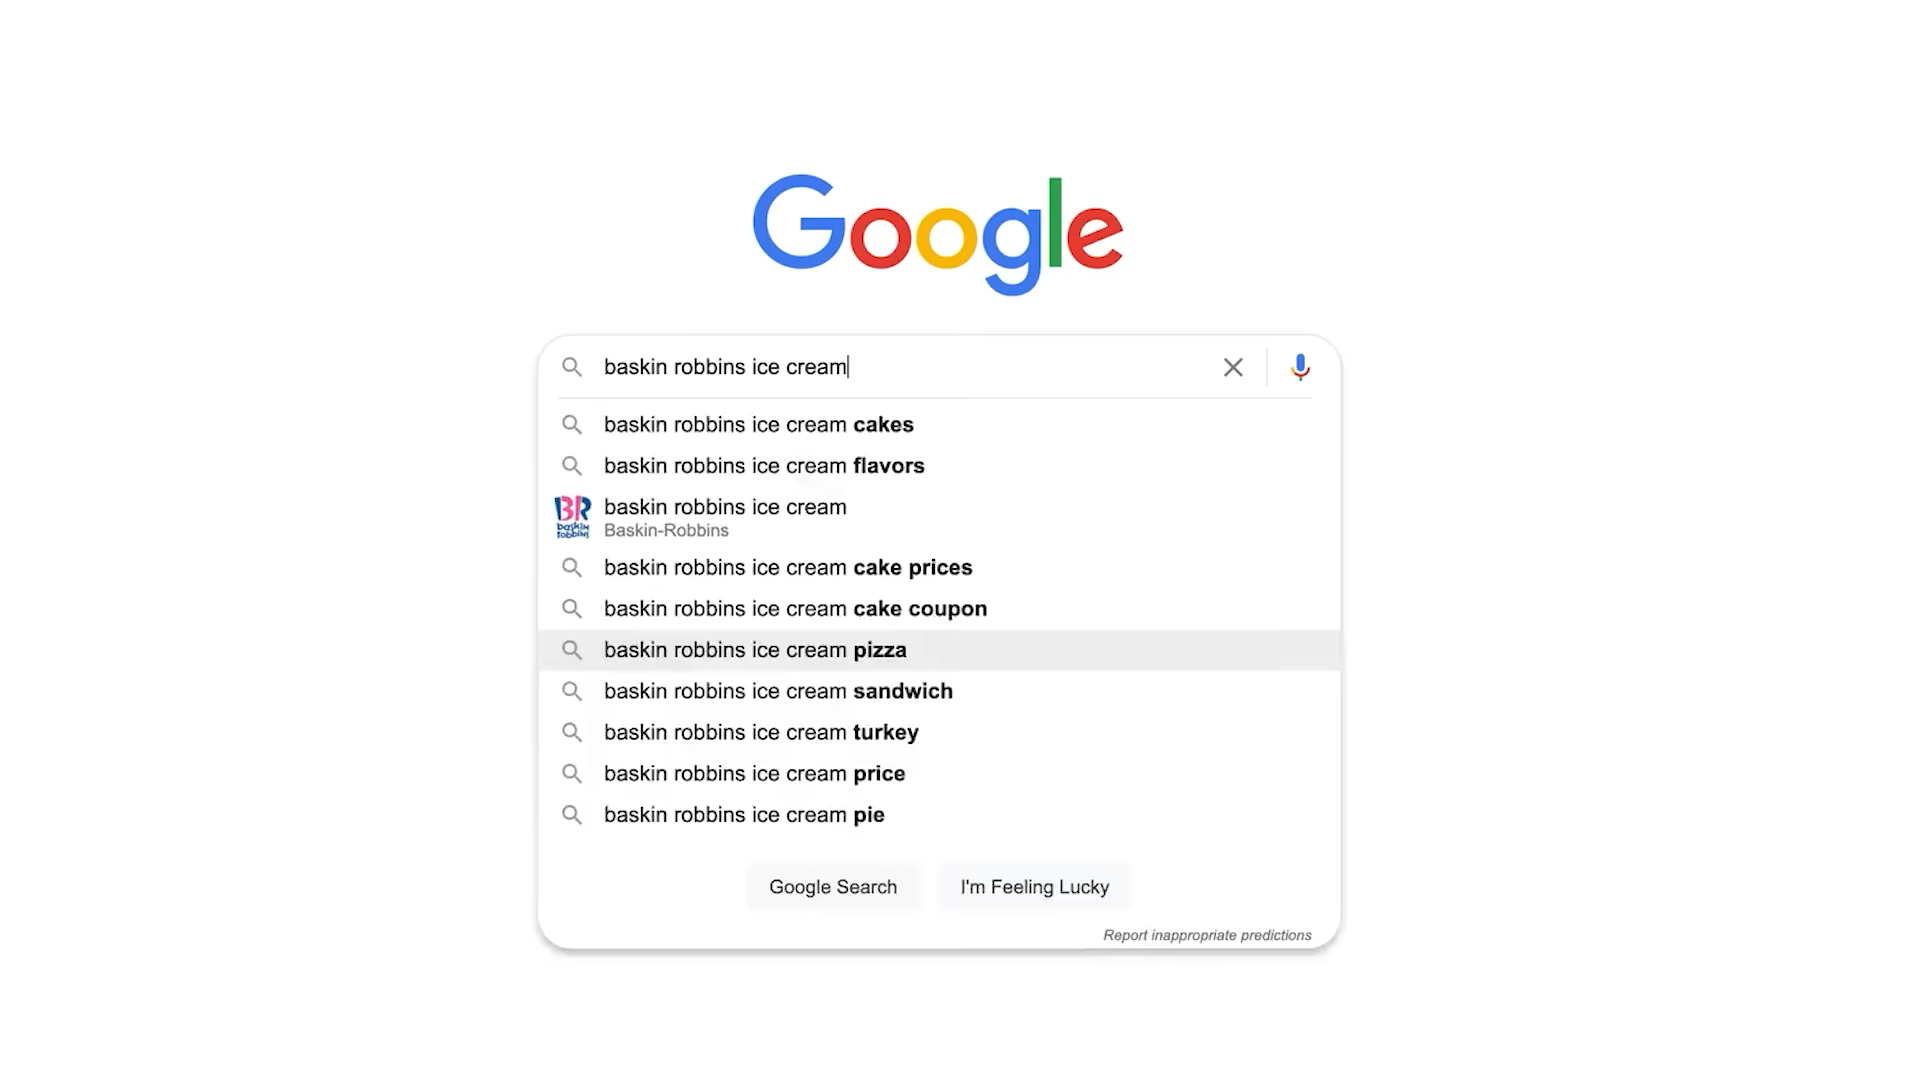 Google
baskin robbins ice cream
baskin robbins ice cream cakes
baskin robbins ice cream flavors
BR
baskin
robbins
baskin robbins ice cream
Baskin-Robbins
baskin robbins ice cream cake prices
baskin robbins ice cream cake coupon
baskin robbins ice cream pizza
baskin robbins ice cream sandwich
baskin robbins ice cream turkey
baskin robbins ice cream price
baskin robbins ice cream pie
Google Search
I'm Feeling Lucky
Report inappropriate predictions